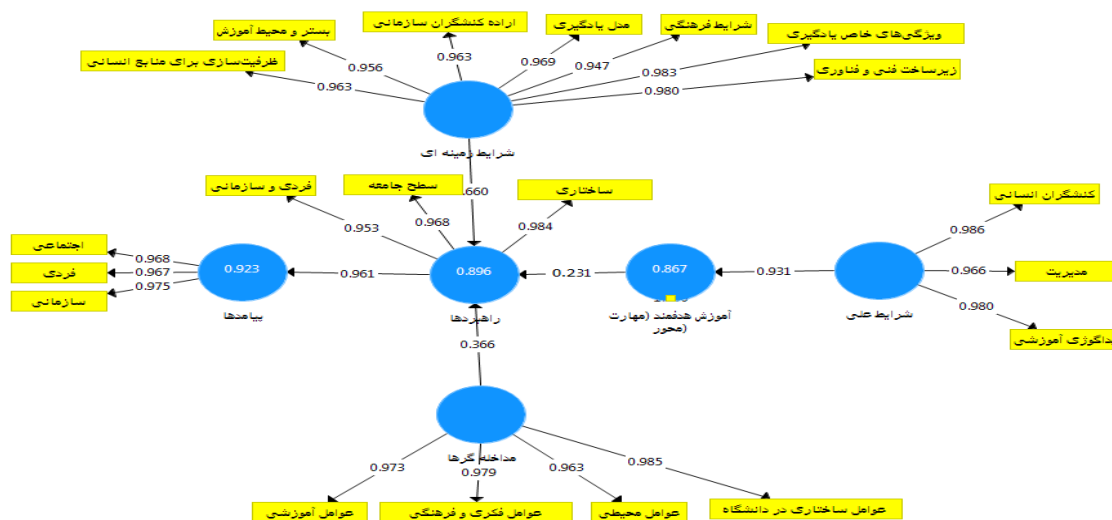 اراده کنشگران سازمانی
مدل یادگیری
شرایط فرهنگی
ویژگی‌های خاص یادگیری
بستر و محیط آموزش
ظرفیت‌سازی برای منابع انسانی
زیرساخت فنی و فناوری
0.963
0.956
0.963
0.969
0.947
0.983
0.980
شرایط زمینه ای
فردی و سازمانی
سطح جامعه
ساختاری
.660
0.953
0.968
0.984
کنشگران انسانی
مدیریت
پداگوژی آموزشی
0.986
0.966
0.980
اجتماعی
فردی
سازمانی
0.968
0.967
0.975
0.923
0.961
0.896
0.231
0.867
0.931
پیامدها
راهبردها
آموزش هدفمند (مهارت
محور)
شرایط علی
0.366
مداخله گرها
0.973
0.979
0.963
0.985
عوامل آموزشی
عوامل فکری و فرهنگی
عوامل محیطی
عوامل ساختاری در دانشگاه